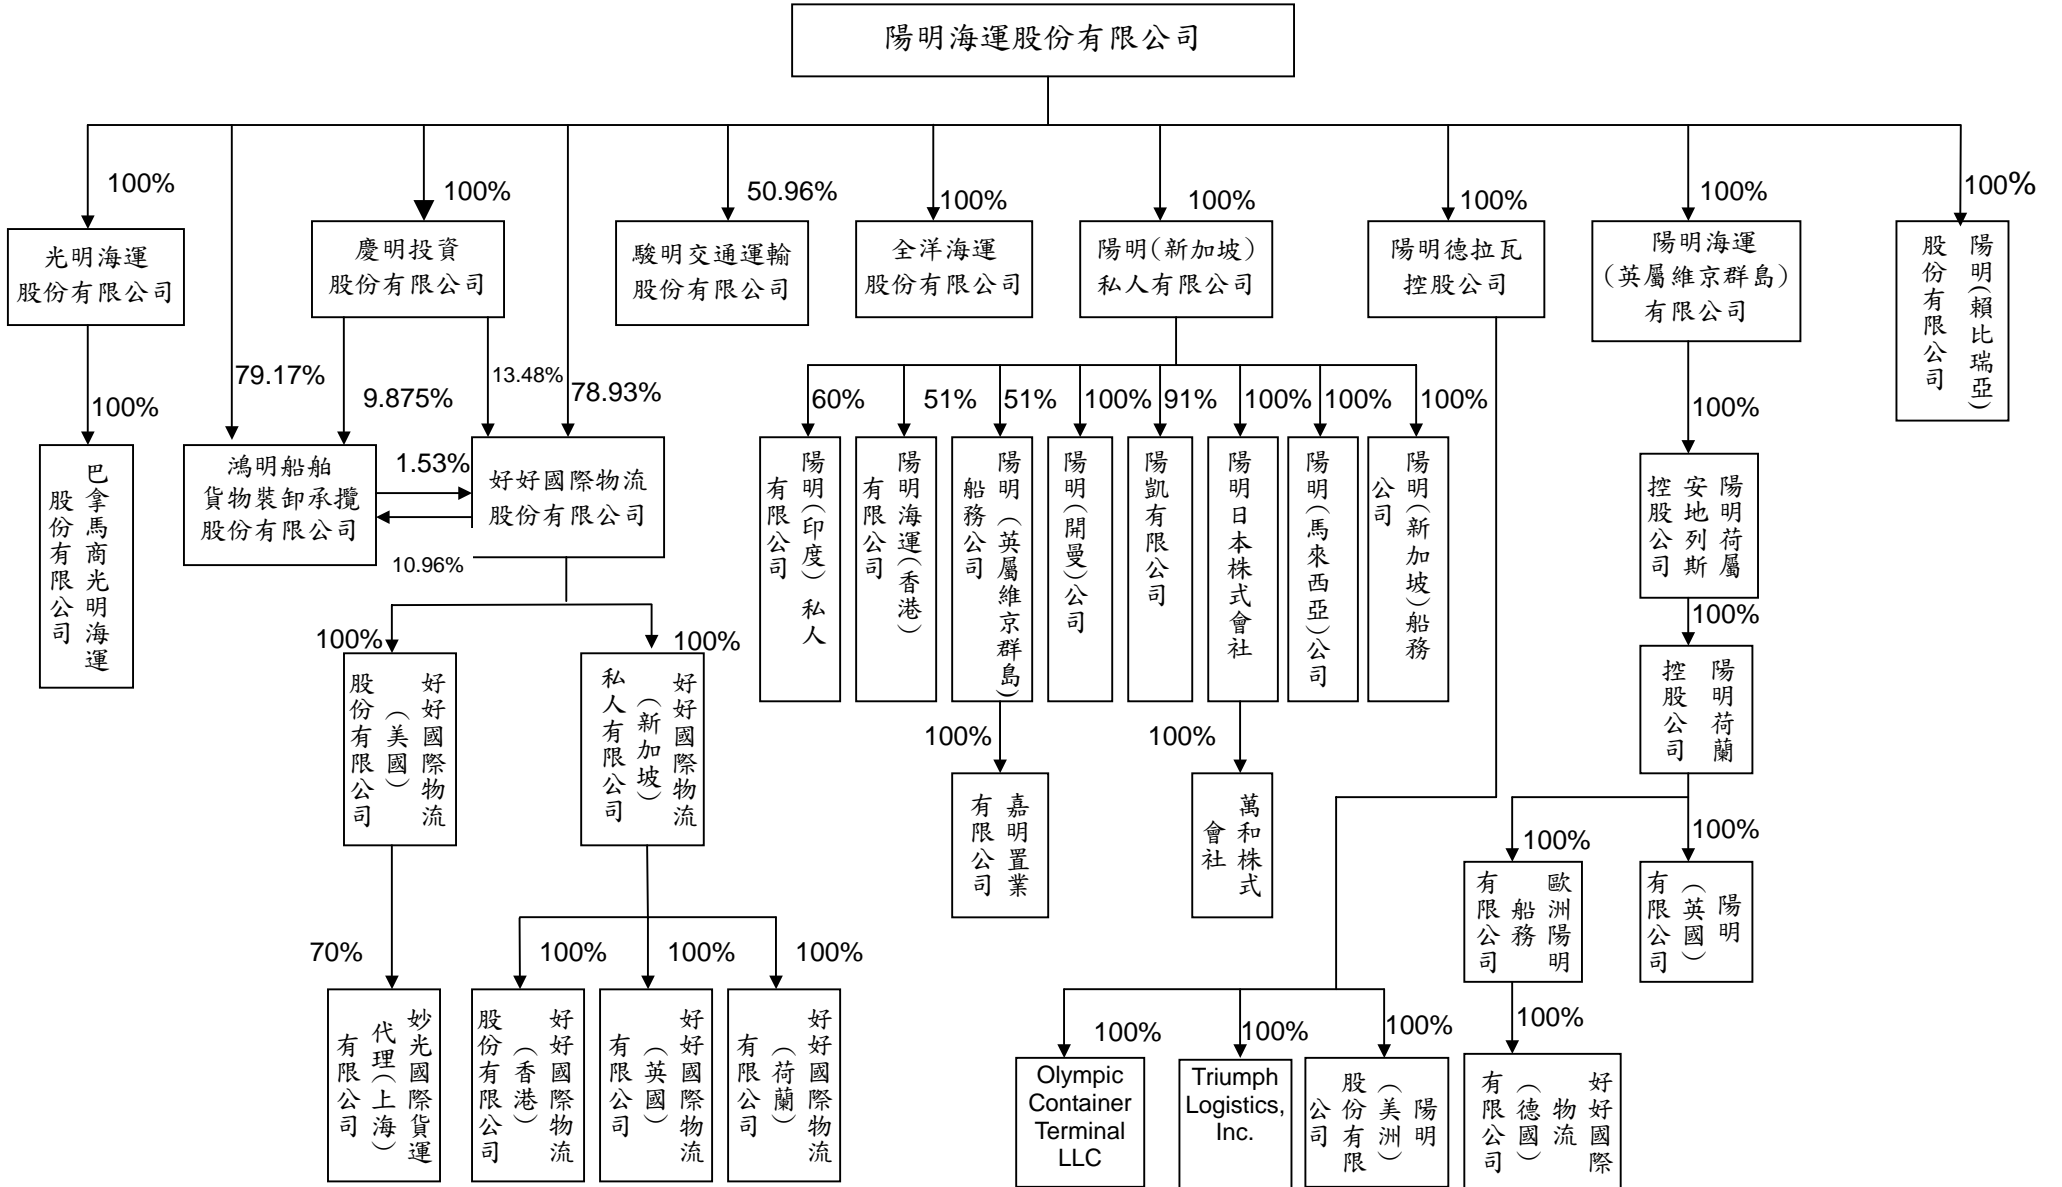 陽明海運股份有限公司
100%
100%
50.96%
100%
100%
100%
100%
100%
光明海運
股份有限公司
慶明投資
股份有限公司
駿明交通運輸
股份有限公司
全洋海運
股份有限公司
陽明(新加坡)
私人有限公司
陽明德拉瓦
控股公司
陽明海運
(英屬維京群島)
有限公司
陽明(賴比瑞亞)
股份有限公司
79.17%
9.875%
13.48%
78.93%
100%
60%
51%
51%
100%
91%
100%
100%
100%
100%
巴拿馬商光明海運
股份有限公司
鴻明船舶
貨物裝卸承攬
股份有限公司
1.53%
10.96%
好好國際物流
股份有限公司
陽明(印度)私人
有限公司
陽明海運(香港)
有限公司
陽明(英屬維京群島)
船務公司
陽明(開曼)公司
陽凱有限公司
陽明日本株式會社
陽明(馬來西亞)公司
陽明(新加坡)船務
公司
陽明荷屬
安地列斯
控股公司
100%
陽明荷蘭
控股公司
100%
100%
好好國際物流
(美國)
股份有限公司
好好國際物流
(新加坡)
私人有限公司
100%
100%
嘉明置業
有限公司
萬和株式
會社
100%
100%
歐洲陽明
船務
有限公司
陽明
(英國)
有限公司
70%
100%
100%
100%
妙光國際貨運
代理(上海)
有限公司
好好國際物流
(香港)
股份有限公司
好好國際物流
(英國)
有限公司
好好國際物流
(荷蘭)
有限公司
100%
100%
100%
100%
Olympic
Container
Terminal
LLC
Triumph
Logistics,
Inc.
陽明
(美洲)
股份有限
公司
好好國際
物流
(德國)
有限公司